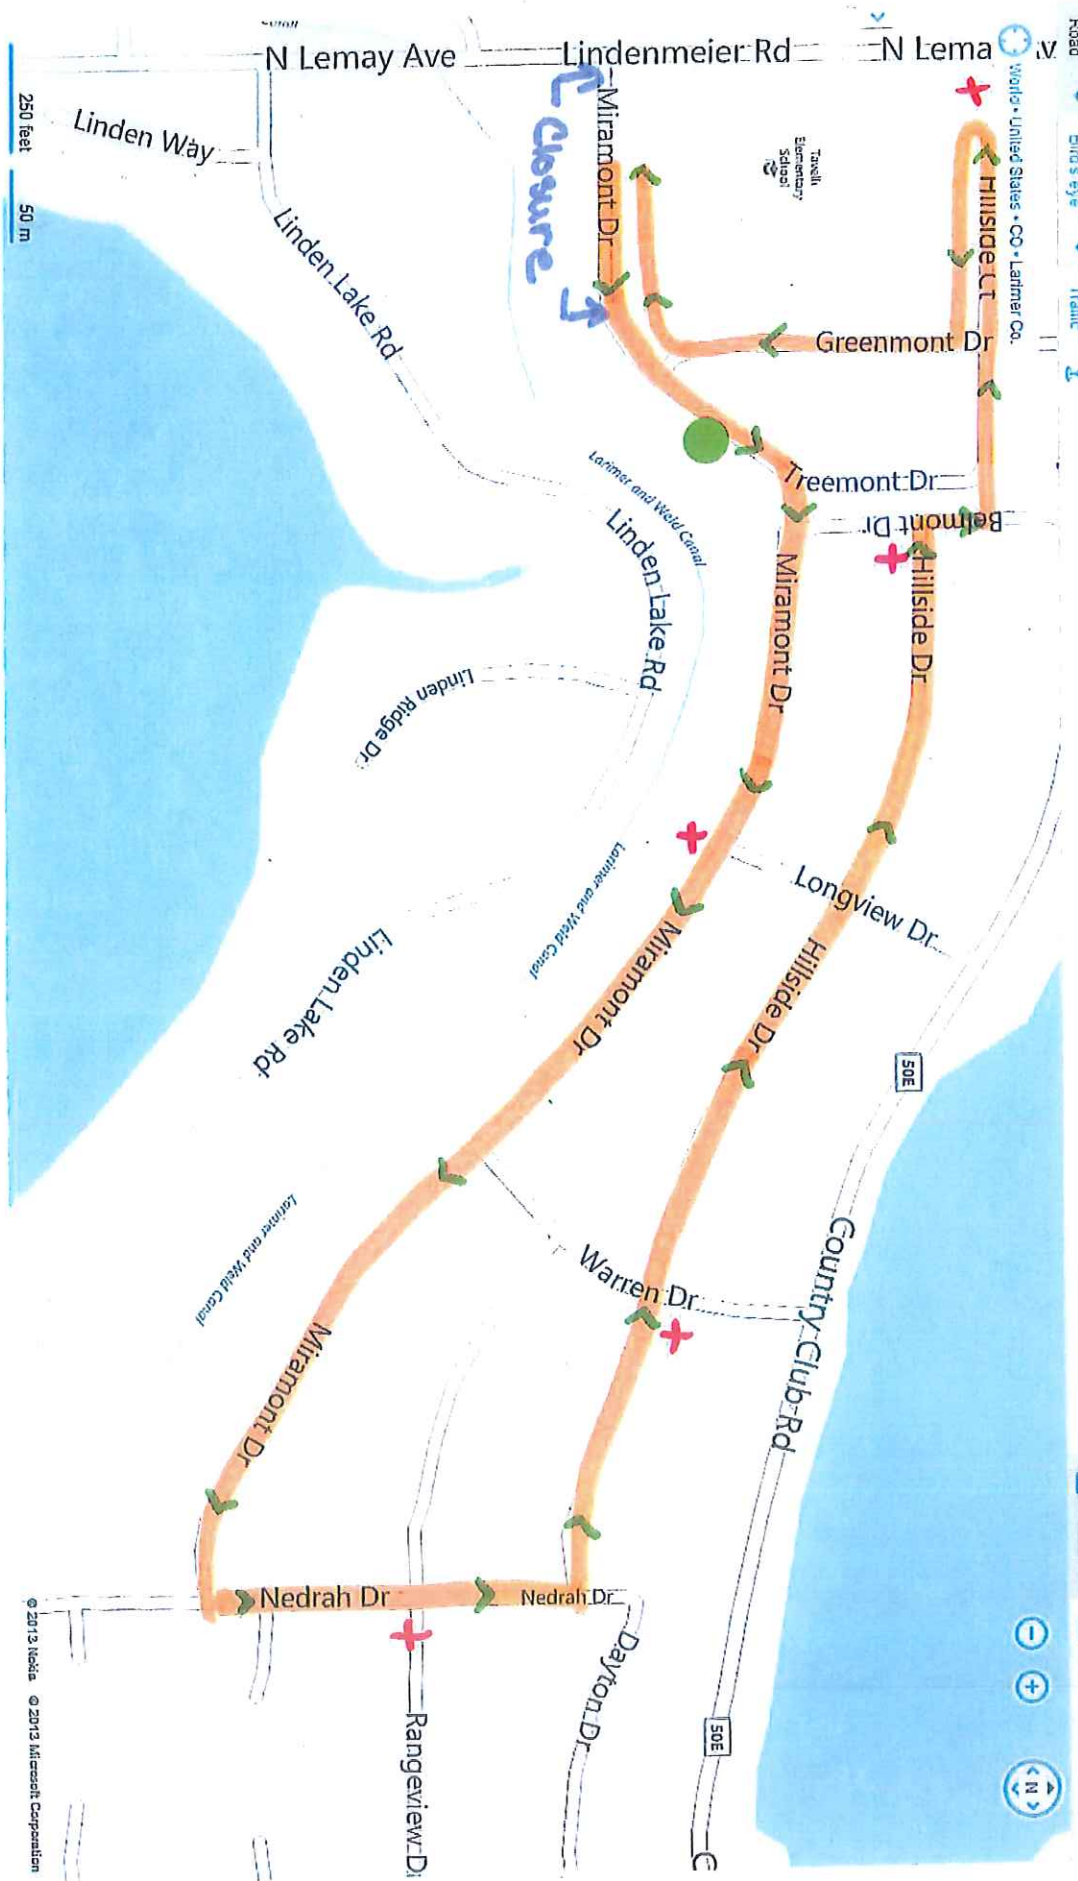 Road
Bird's eye
Traffic
World • United States • CO • Larimer Co.
N Lemay Ave
Lindenmeier Rd
N Lema
v
Hillside Ct
Tavelli
Elementary
School
Miramont Dr
Closure
Linden Way
250 feet
50 m
Linden Lake Rd
Greenmont Dr
Treemont Dr
Belmont Dr
Larimer and Weld Canal
Linden Lake Rd
Hillside Dr
Miramont Dr
Linden Ridge Dr
Longview Dr
Larimer and Weld Canal
Miramont Dr
Hillside Dr
Linden Lake Rd
50E
Larimer and Weld Canal
Warren Dr
Country Club Rd
Miramont Dr
Nedrah Dr
Nedrah Dr
Dayton Dr
Rangeview D
50E
C
N
© 2013 Nokia © 2013 Microsoft Corporation